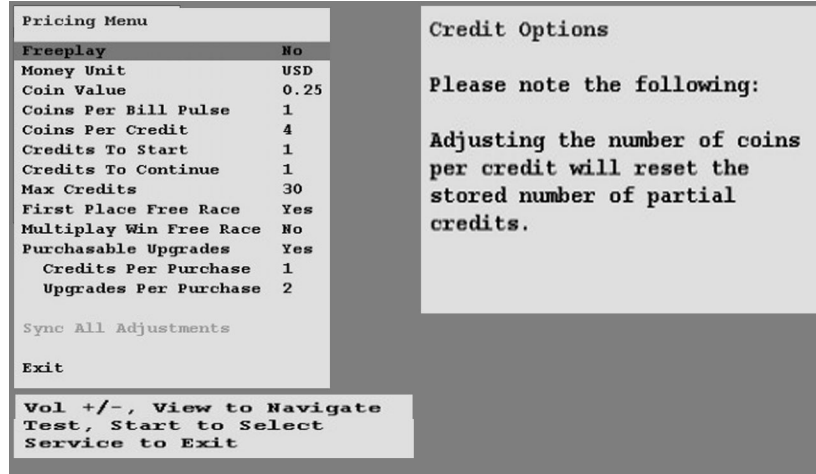 Pricing Menu
Freeplay No
Money Unit USD
Coin Value 0.25
Coins Per Bill Pulse 1
Coins Per Credit 4
Credits To Start 1
Credits To Continue 1
Max Credits 30
First Place Free Race Yes
Multiplay Win Free Race No
Purchasable Upgrades Yes
Credits Per Purchase 1
Upgrades Per Purchase 2
Sync All Adjustments
Exit
Vol +/-, View to Navigate
Test, Start to Select
Service to Exit
Credit Options
Please note the following:
Adjusting the number of coins
per credit will reset the
stored number of partial
credits.